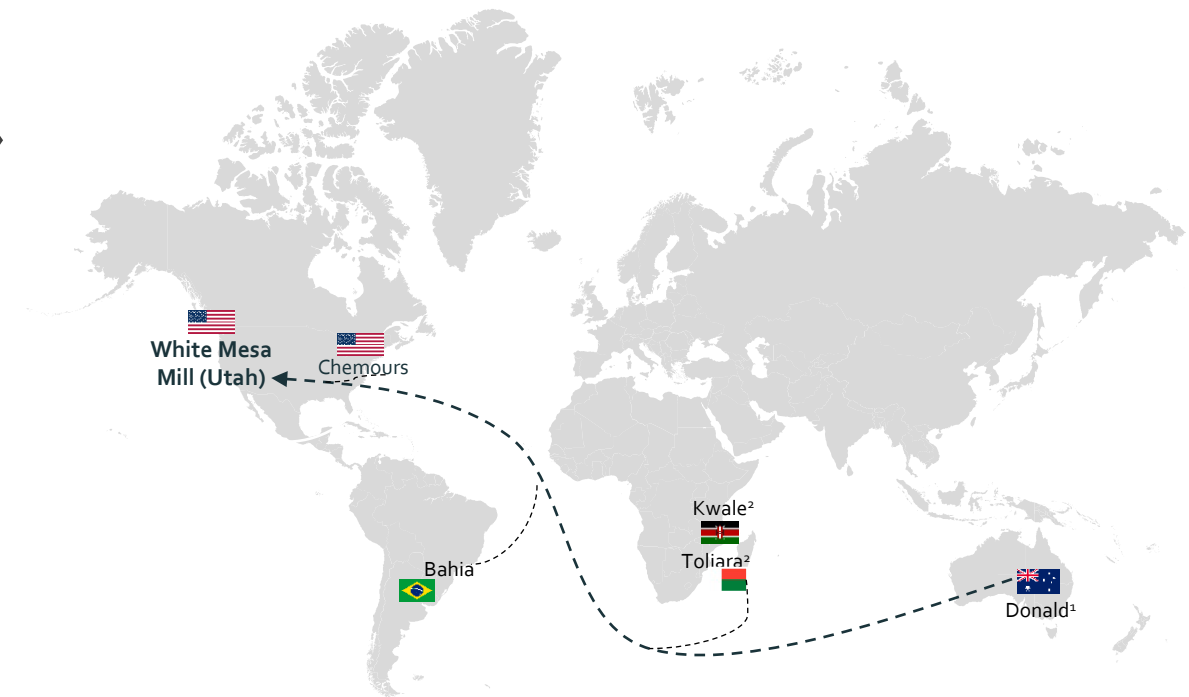 White Mesa
Mill (Utah)
Chemours
Kwale²
Toliara²
Bahia
Donald¹